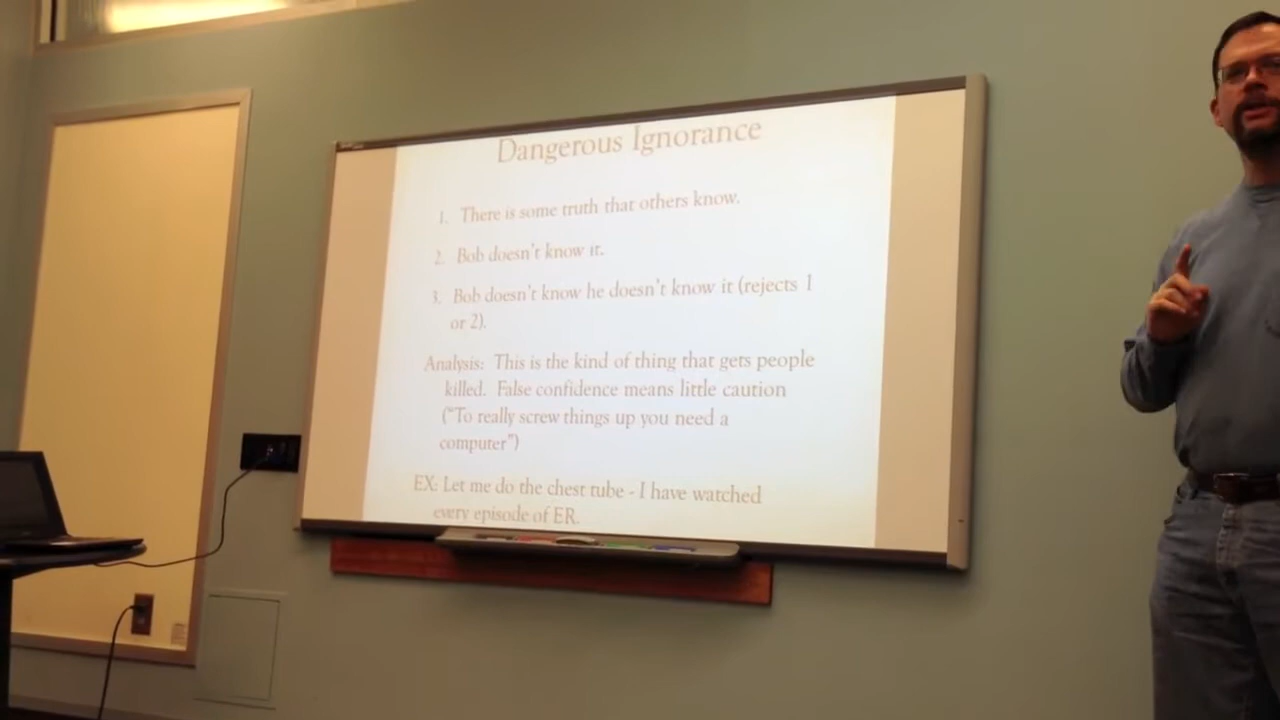 Dangerous Ignorance
1. There is some truth that others know.
2. Bob doesn't know it.
3. Bob doesn't know he doesn't know it (rejects 1
or 2).
Analysis: This is the kind of thing that gets people
killed. False confidence means little caution
("To really screw things up you need a
computer")
EX: Let me do the chest tube - I have watched
every episode of ER.